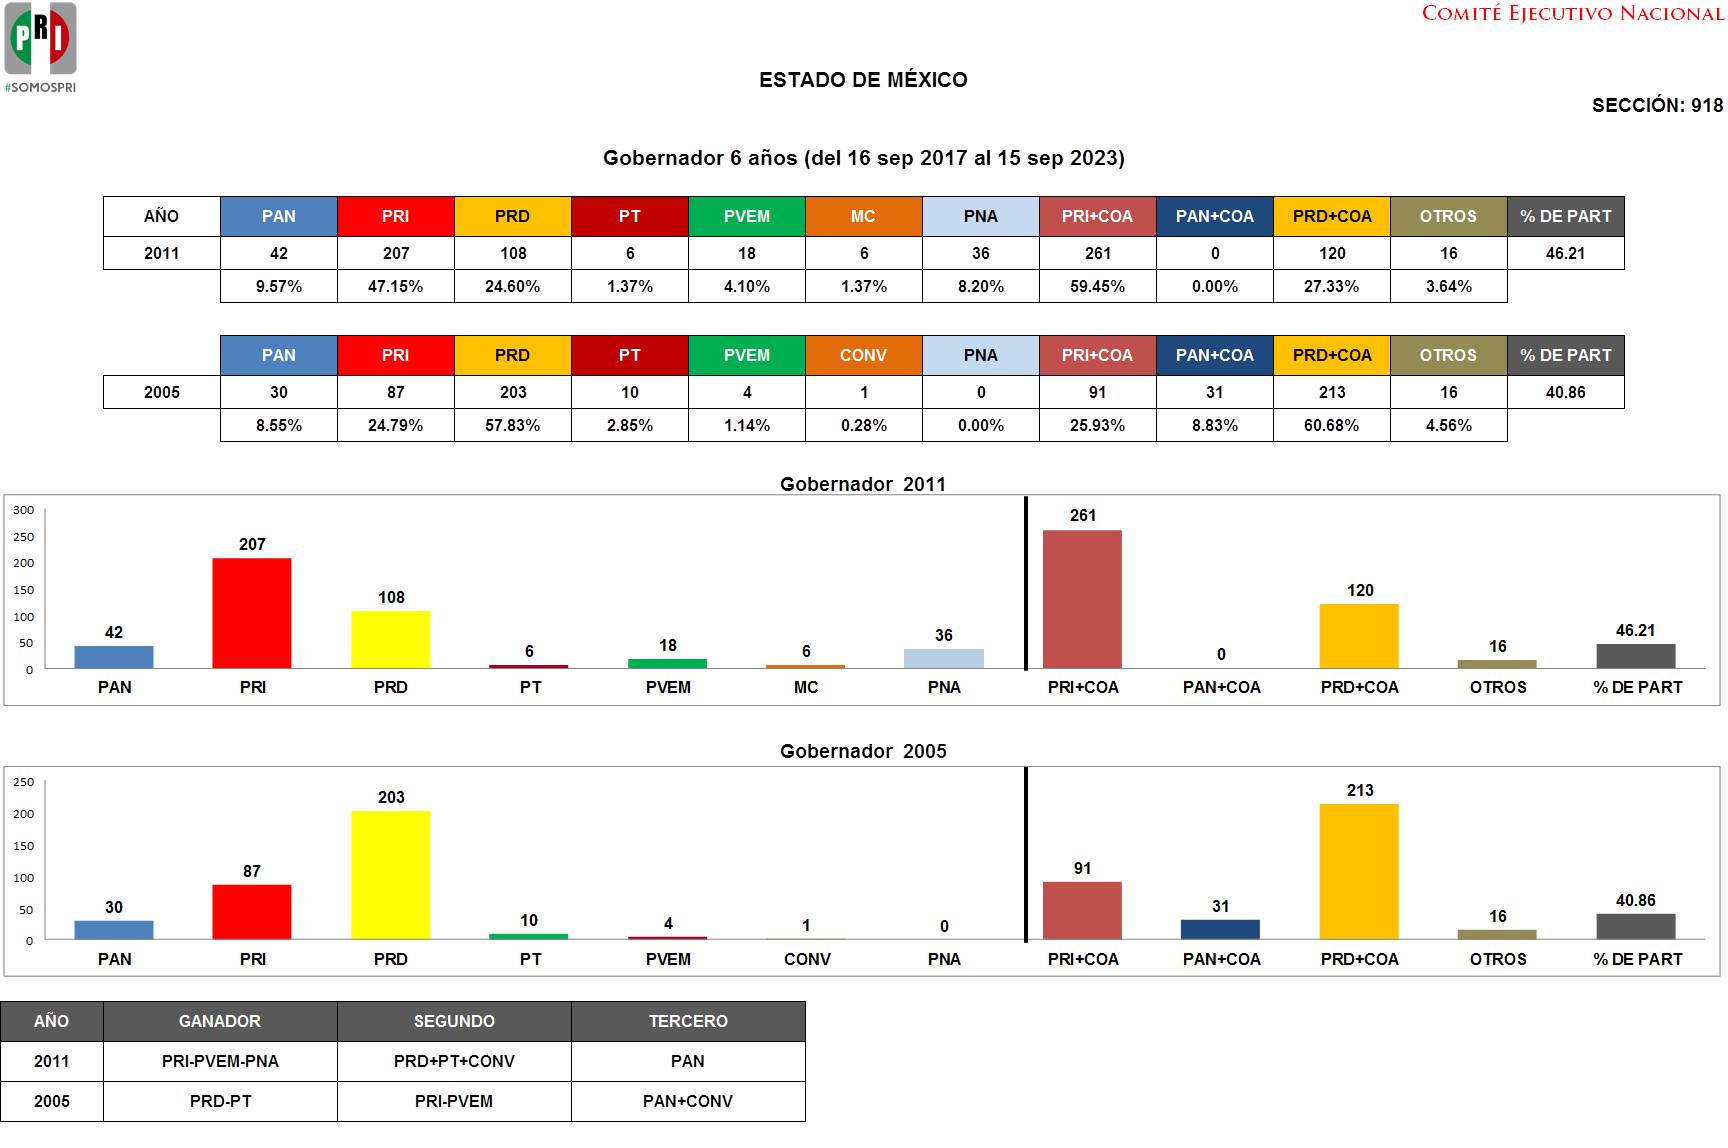 PRI
#SOMOSPRI
COMITÉ EJECUTIVO NACIONAL
ESTADO DE MÉXICO
SECCIÓN: 918
Gobernador 6 años (del 16 sep 2017 al 15 sep 2023)
AÑO PAN PRI PRD PT PVEM MC PNA PRI+COA PAN+COA PRD+COA OTROS % DE PART
2011 42 207 108 6 18 6 36 261 0 120 16 46.21
9.57% 47.15% 24.60% 1.37% 4.10% 1.37% 8.20% 59.45% 0.00% 27.33% 3.64%
PAN PRI PRD PT PVEM CONV PNA PRI+COA PAN+COA PRD+COA OTROS % DE PART
2005 30 87 203 10 4 1 0 91 31 213 16 40.86
8.55% 24.79% 57.83% 2.85% 1.14% 0.28% 0.00% 25.93% 8.83% 60.68% 4.56%
Gobernador 2011
300
250
200
150
100
50
0
42 207 108 6 18 6 36 261 0 120 16 46.21
PAN PRI PRD PT PVEM MC PNA PRI+COA PAN+COA PRD+COA OTROS % DE PART
Gobernador 2005
250
200
150
100
50
0
30 87 203 10 4 1 0 91 31 213 16 40.86
PAN PRI PRD PT PVEM CONV PNA PRI+COA PAN+COA PRD+COA OTROS % DE PART
AÑO GANADOR SEGUNDO TERCERO
2011 PRI-PVEM-PNA PRD+PT+CONV PAN
2005 PRD-PT PRI-PVEM PAN+CONV